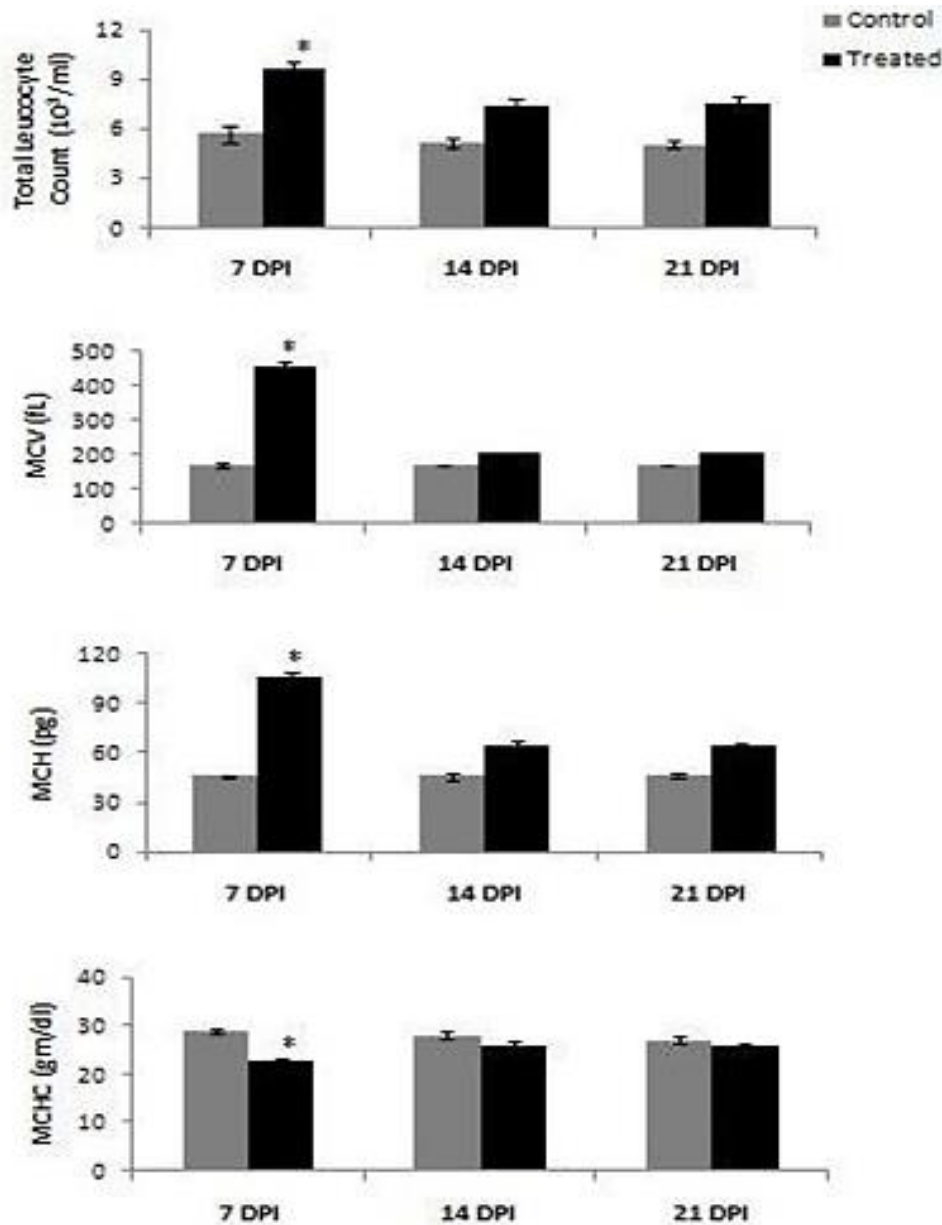 Control
Treated
Total Leucocyte
Count (10³/ml)
12
9
6
3
0
*
7 DPI 14 DPI 21 DPI
MCV (fL)
500
400
300
200
100
0
*
7 DPI 14 DPI 21 DPI
MCH (pg)
120
90
60
30
0
*
7 DPI 14 DPI 21 DPI
MCHC (gm/dl)
40
30
20
10
0
*
7 DPI 14 DPI 21 DPI